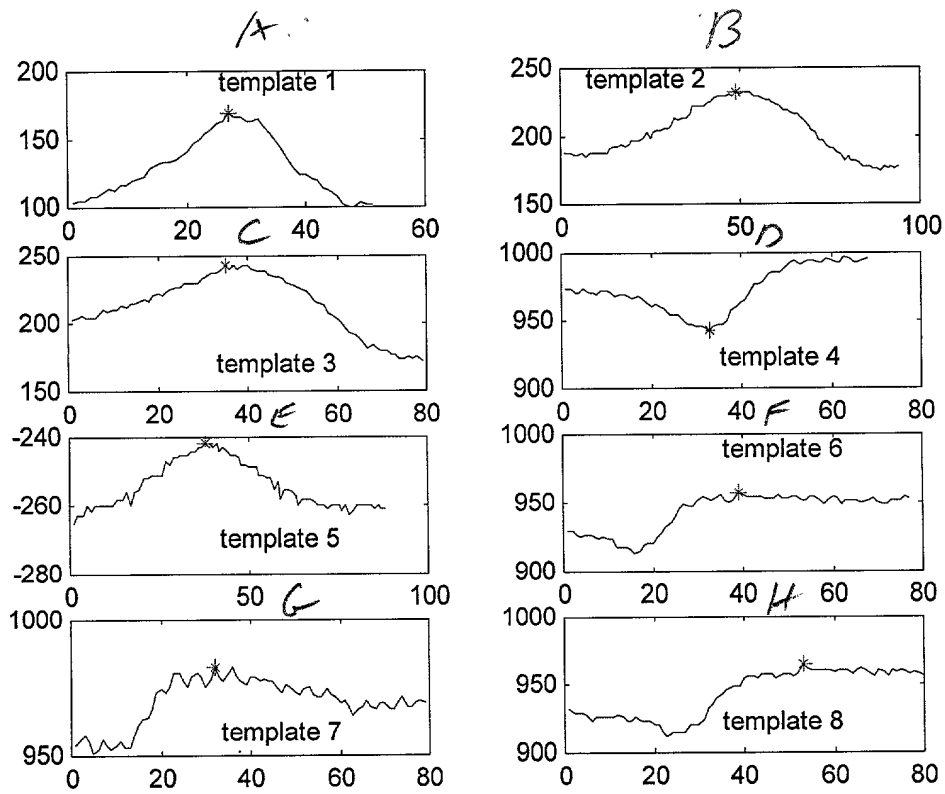 A. B
200 template 1
150
100
0 20 40 60
250 template 2
200
150
0 50 100
C
250
200
template 3
150
0 20 40 60 80
D
1000
950
template 4
900
0 20 40 60 80
E
-240
-260
template 5
-280
0 50 100
F
1000
template 6
950
900
0 20 40 60 80
G
1000
template 7
950
0 20 40 60 80
H
1000
950
template 8
900
0 20 40 60 80